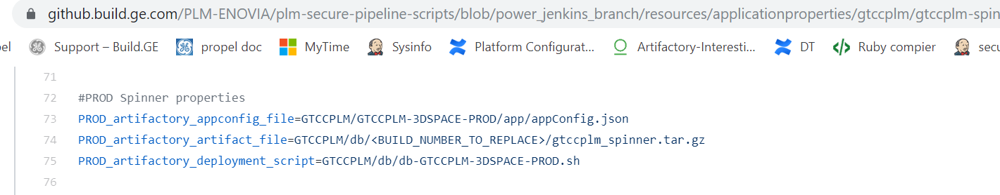 github.build.ge.com/PLM-ENOVIA/plm-secure-pipeline-scripts/blob/power_jenkins_branch/resources/applicationproperties/gtccplm/gtccplm-spin
el Support – Build.GE propel doc MyTime Sysinfo Platform Configurat... Artifactory-Interesti... DT Ruby compier secu
71
72 #PROD Spinner properties
73 PROD_artifactory_appconfig_file=GTCCPLM/GTCCPLM-3DSPACE-PROD/app/appConfig.json
74 PROD_artifactory_artifact_file=GTCCPLM/db/<BUILD_NUMBER_TO_REPLACE>/gtccplm_spinner.tar.gz
75 PROD_artifactory_deployment_script=GTCCPLM/db/db-GTCCPLM-3DSPACE-PROD.sh
76